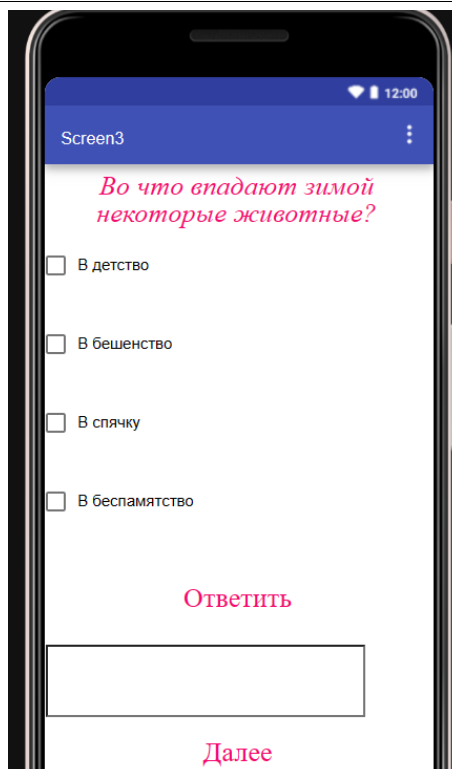 12:00
Screen3
Во что впадают зимой
некоторые животные?
В детство
В бешенство
В спячку
В беспамятство
Ответить
Далее